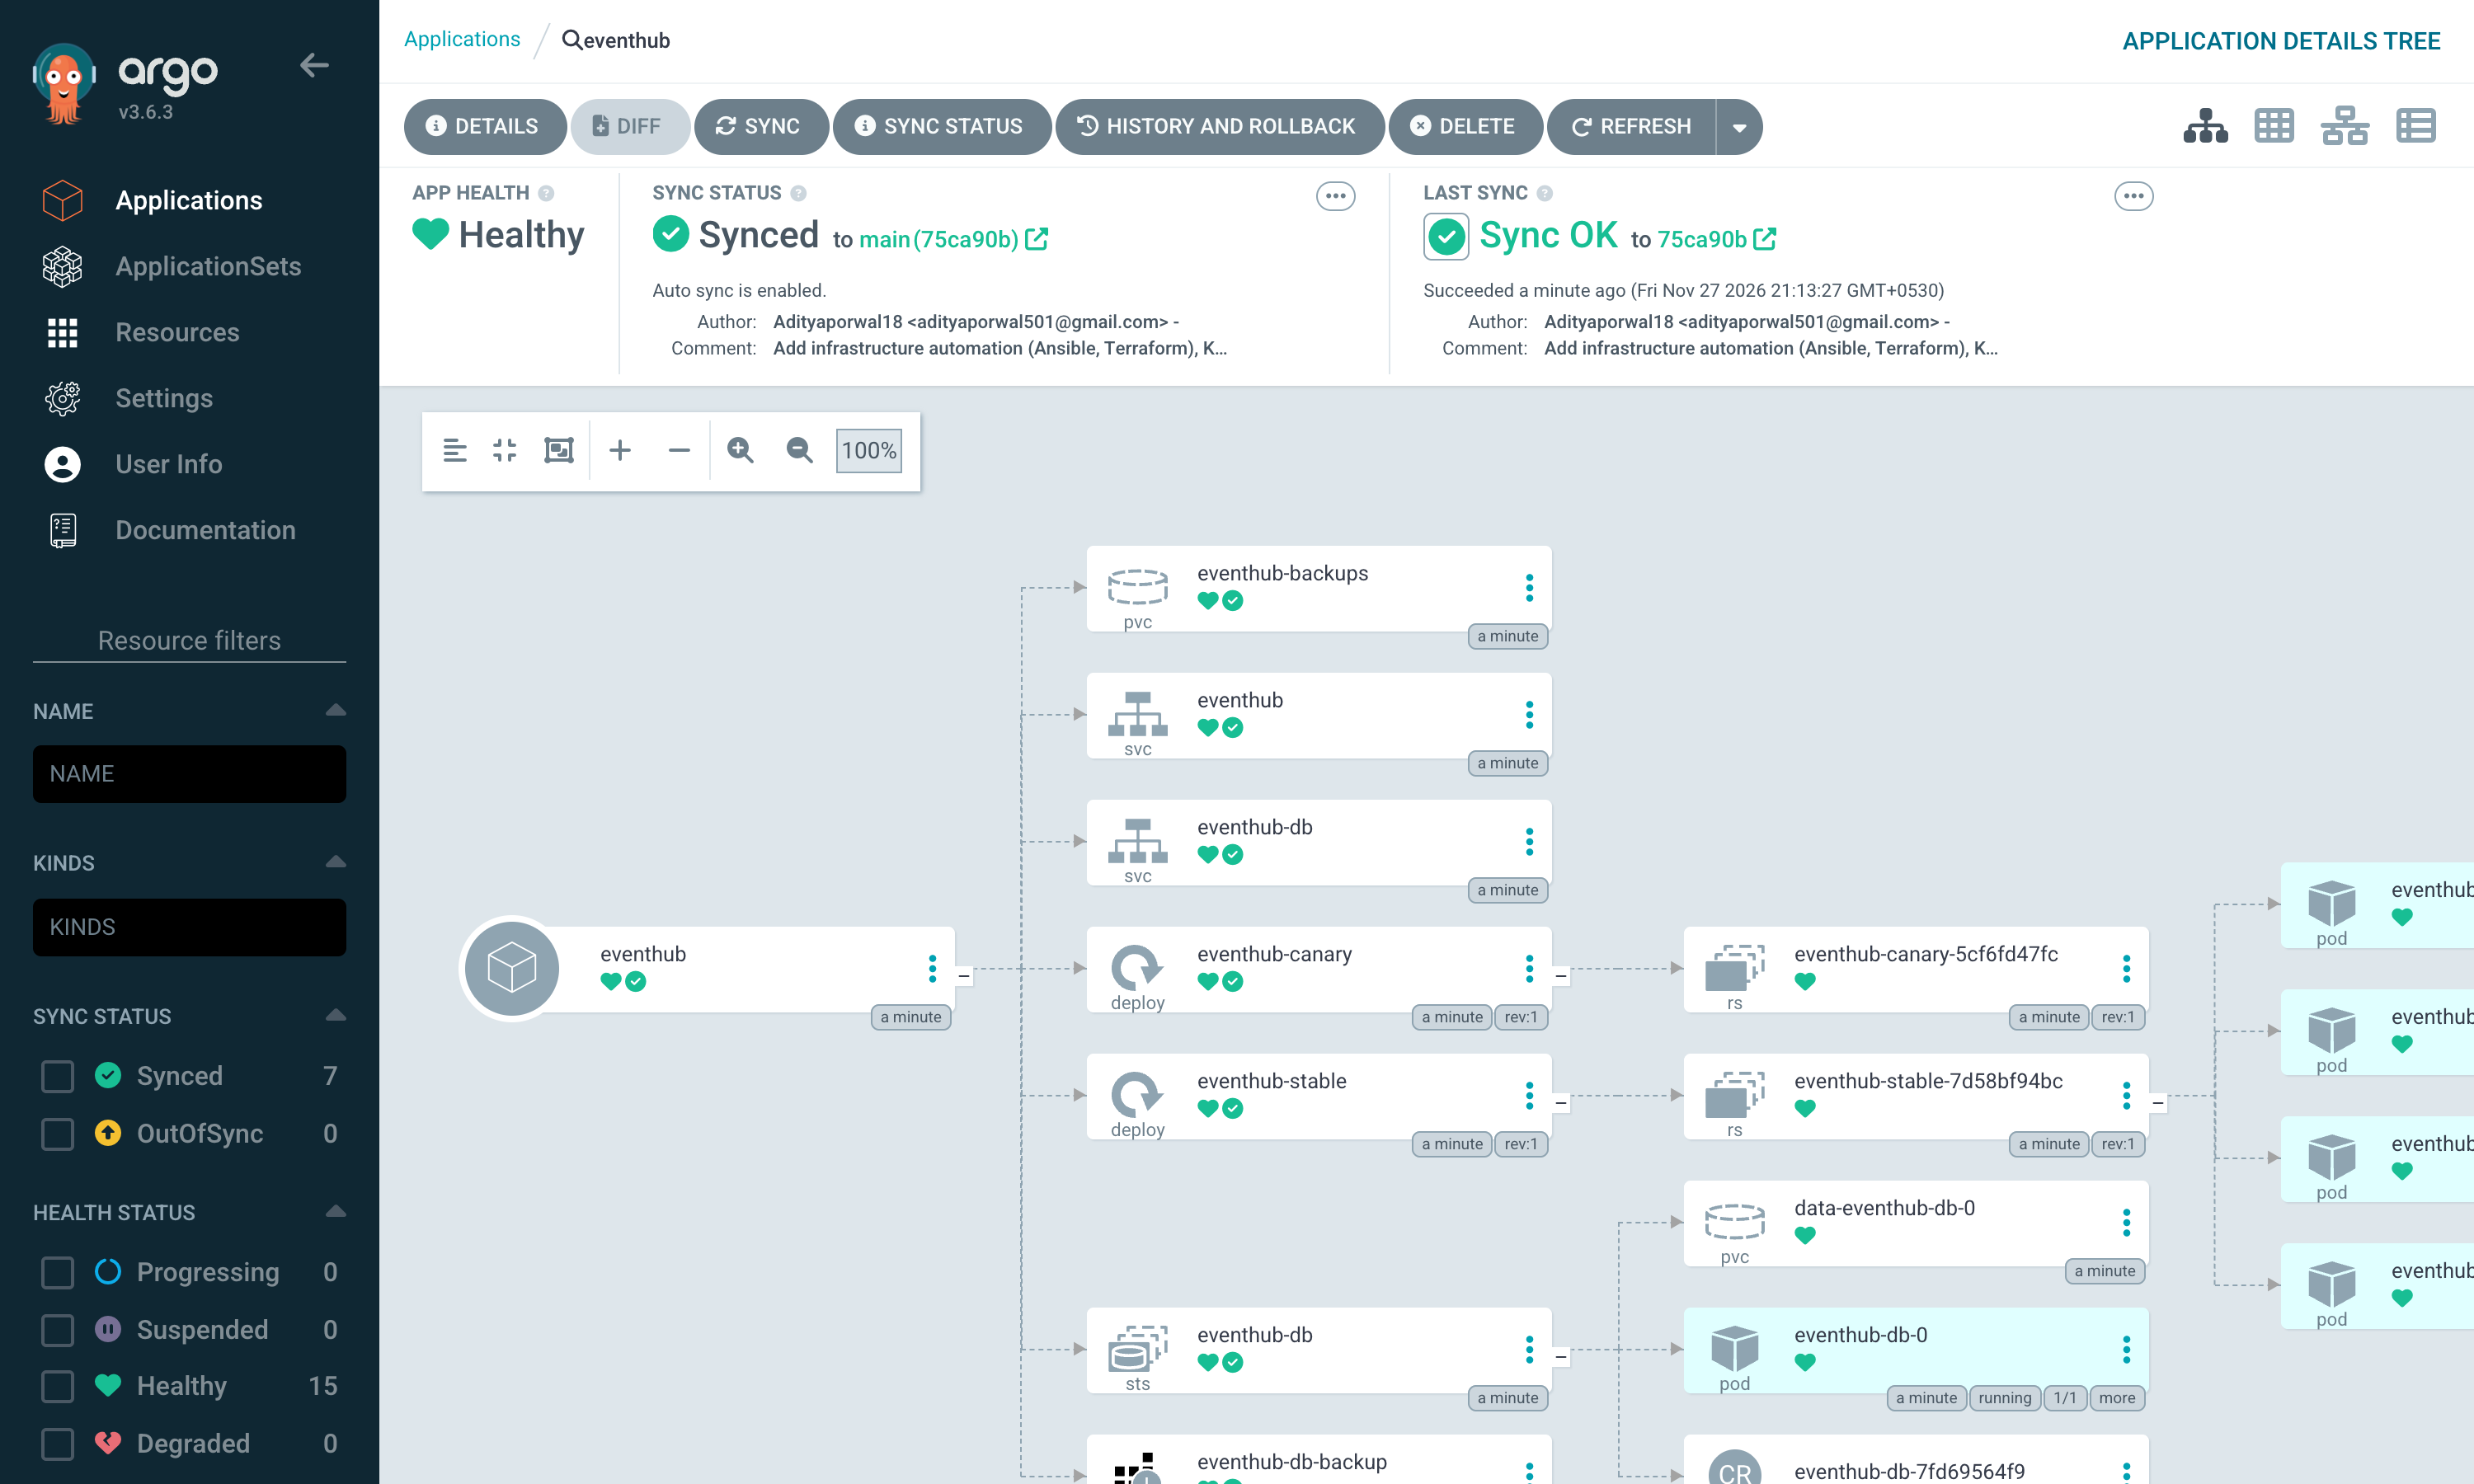 argo
v3.6.3
Applications
ApplicationSets
Resources
Settings
User Info
Documentation
Resource filters
NAME
NAME
KINDS
KINDS
SYNC STATUS
Synced 7
OutOfSync 0
HEALTH STATUS
Progressing 0
Suspended 0
Healthy 15
Degraded 0
Applications / eventhub
APPLICATION DETAILS TREE
DETAILS DIFF SYNC SYNC STATUS HISTORY AND ROLLBACK DELETE REFRESH
APP HEALTH
Healthy
SYNC STATUS
Synced to main (75ca90b)
Auto sync is enabled.
Author: Adityaporwal18 <adityaporwal501@gmail.com> -
Comment: Add infrastructure automation (Ansible, Terraform), K...
LAST SYNC
Sync OK to 75ca90b
Succeeded a minute ago (Fri Nov 27 2026 21:13:27 GMT+0530)
Author: Adityaporwal18 <adityaporwal501@gmail.com> -
Comment: Add infrastructure automation (Ansible, Terraform), K...
100%
eventhub
a minute
eventhub-backups
pvc
a minute
eventhub
svc
a minute
eventhub-db
svc
a minute
eventhub-canary
deploy
a minute rev:1
eventhub-stable
deploy
a minute rev:1
eventhub-db
sts
a minute
eventhub-db-backup
eventhub-canary-5cf6fd47fc
rs
a minute rev:1
eventhub-stable-7d58bf94bc
rs
a minute rev:1
data-eventhub-db-0
pvc
a minute
eventhub-db-0
pod
a minute running 1/1 more
CR
eventhub-db-7fd69564f9
eventhub
pod
eventhub
pod
eventhub
pod
eventhub
pod